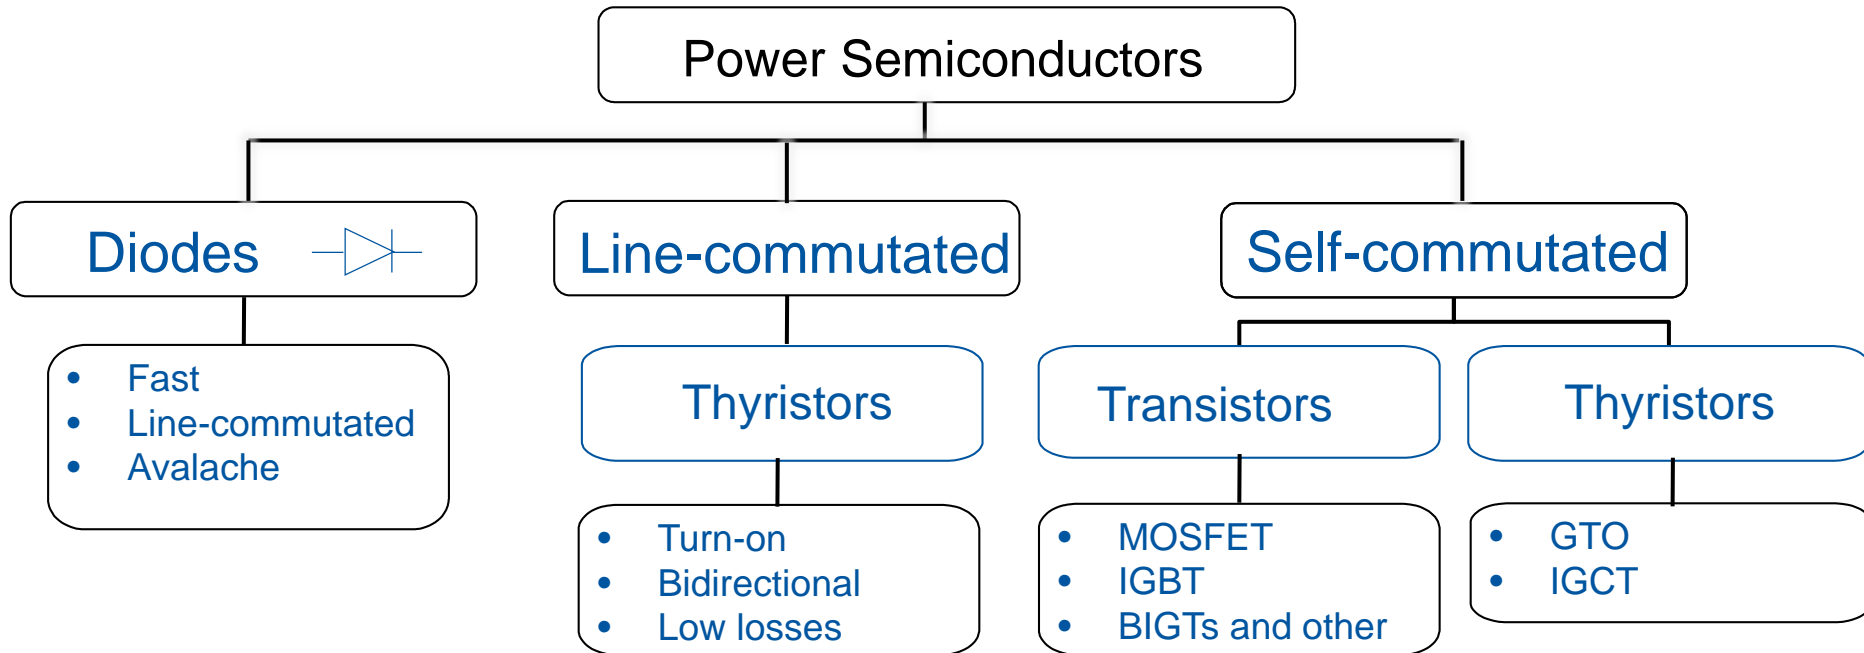 Power Semiconductors
Diodes
Line-commutated
Self-commutated
• Fast
• Line-commutated
• Avalache
Thyristors
Transistors
Thyristors
• Turn-on
• Bidirectional
• Low losses
• MOSFET
• IGBT
• BIGTs and other
• GTO
• IGCT